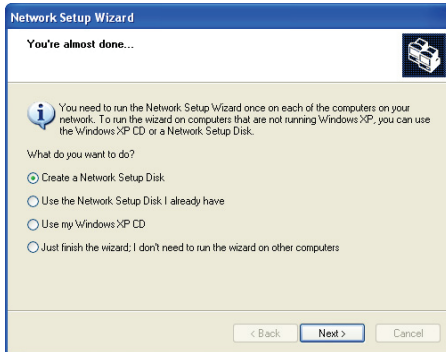 Network Setup Wizard
You're almost done...
You need to run the Network Setup Wizard once on each of the computers on your
network. To run the wizard on computers that are not running Windows XP, you can use
the Windows XP CD or a Network Setup Disk.
What do you want to do?
Create a Network Setup Disk
Use the Network Setup Disk I already have
Use my Windows XP CD
Just finish the wizard; I don't need to run the wizard on other computers
< Back Next > Cancel